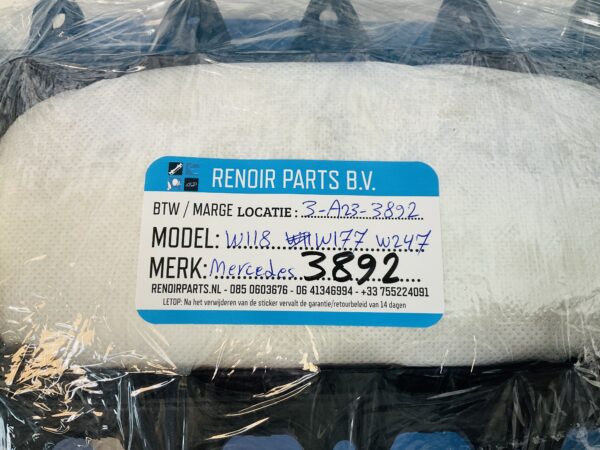 RENOIR PARTS B.V.
BTW / MARGE LOCATIE : 3-A23-3892
MODEL: W118 W177 W247
MERK: Mercedes 3892
RENOIRPARTS.NL - 085 0603676 - 06 41346994 - +33 755224091
LETOP: Na het verwijderen van de sticker vervalt de garantie/retourbeleid van 14 dagen